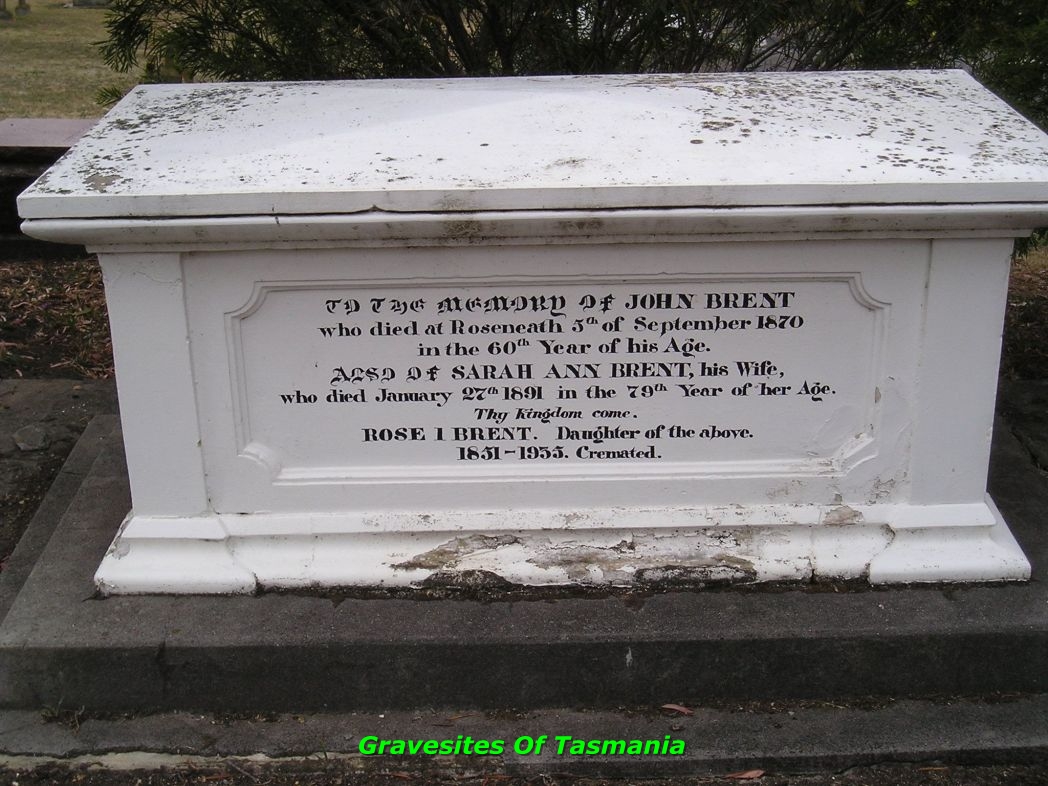 TO THE MEMORY OF JOHN BRENT
who died at Roseneath 5th of September 1870
in the 60th Year of his Age.
ALSO OF SARAH ANN BRENT, his Wife,
who died January 27th 1891 in the 79th Year of her Age.
Thy Kingdom come.
ROSE I BRENT. Daughter of the above.
1851-1935. Cremated.
Gravesites Of Tasmania